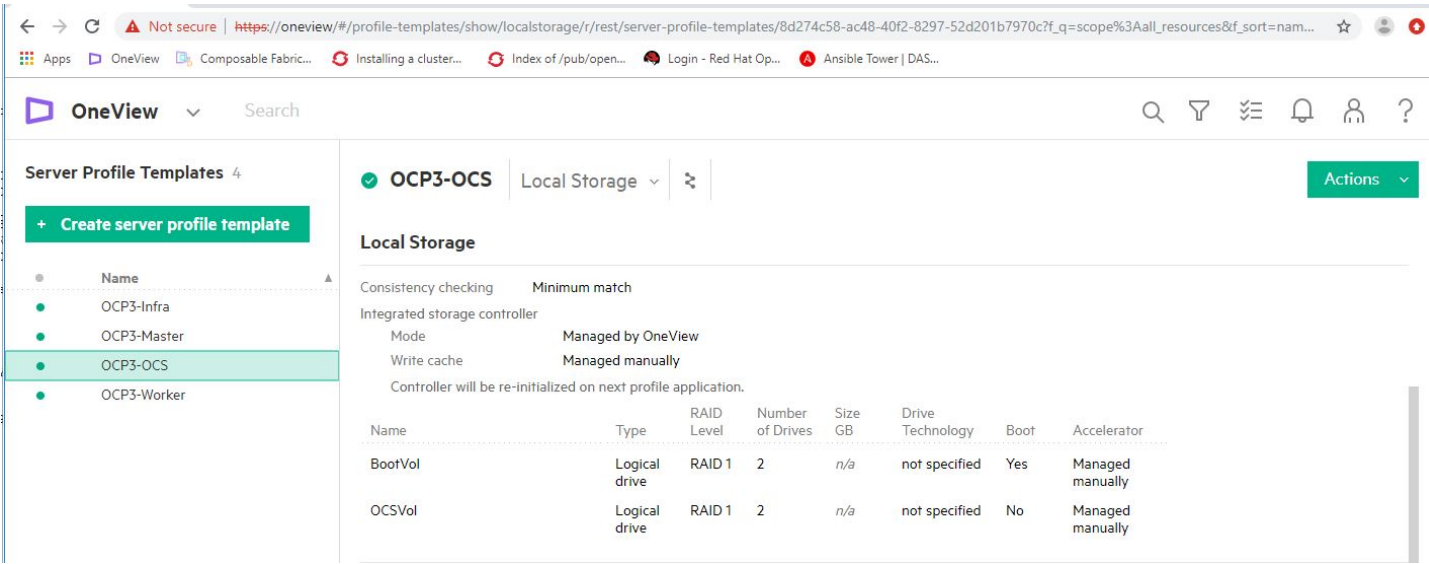 Not secure | https://oneview/#/profile-templates/show/localstorage/r/rest/server-profile-templates/8d274c58-ac48-40f2-8297-52d201b7970c?f_q=scope%3Aall_resources&f_sort=nam...
Apps OneView Composable Fabric... Installing a cluster... Index of /pub/open... Login - Red Hat Op... Ansible Tower | DAS...
OneView Search ?
Server Profile Templates 4
+ Create server profile template
Name
OCP3-Infra
OCP3-Master
OCP3-OCS
OCP3-Worker
OCP3-OCS Local Storage Actions
Local Storage
Consistency checking Minimum match
Integrated storage controller
Mode Managed by OneView
Write cache Managed manually
Controller will be re-initialized on next profile application.
RAID Number Size Drive
Name Type Level of Drives GB Technology Boot Accelerator
BootVol Logical RAID 1 2 n/a not specified Yes Managed
drive manually
OCSVol Logical RAID 1 2 n/a not specified No Managed
drive manually